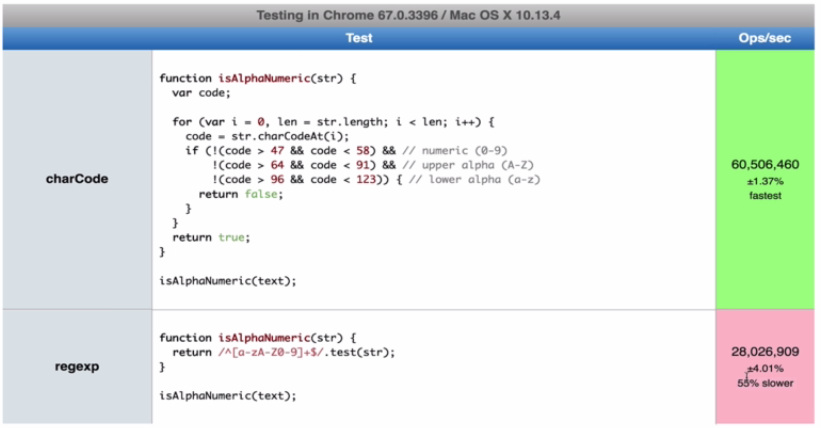 Testing in Chrome 67.0.3396 / Mac OS X 10.13.4
Test Ops/sec
charCode
function isAlphaNumeric(str) {
  var code;
  for (var i = 0, len = str.length; i < len; i++) {
    code = str.charCodeAt(i);
    if (!(code > 47 && code < 58) && // numeric (0-9)
        !(code > 64 && code < 91) && // upper alpha (A-Z)
        !(code > 96 && code < 123)) { // lower alpha (a-z)
      return false;
    }
  }
  return true;
}
isAlphaNumeric(text);
60,506,460
±1.37%
fastest
regexp
function isAlphaNumeric(str) {
  return /^[a-zA-Z0-9]+$/.test(str);
}
isAlphaNumeric(text);
28,026,909
±4.01%
55% slower